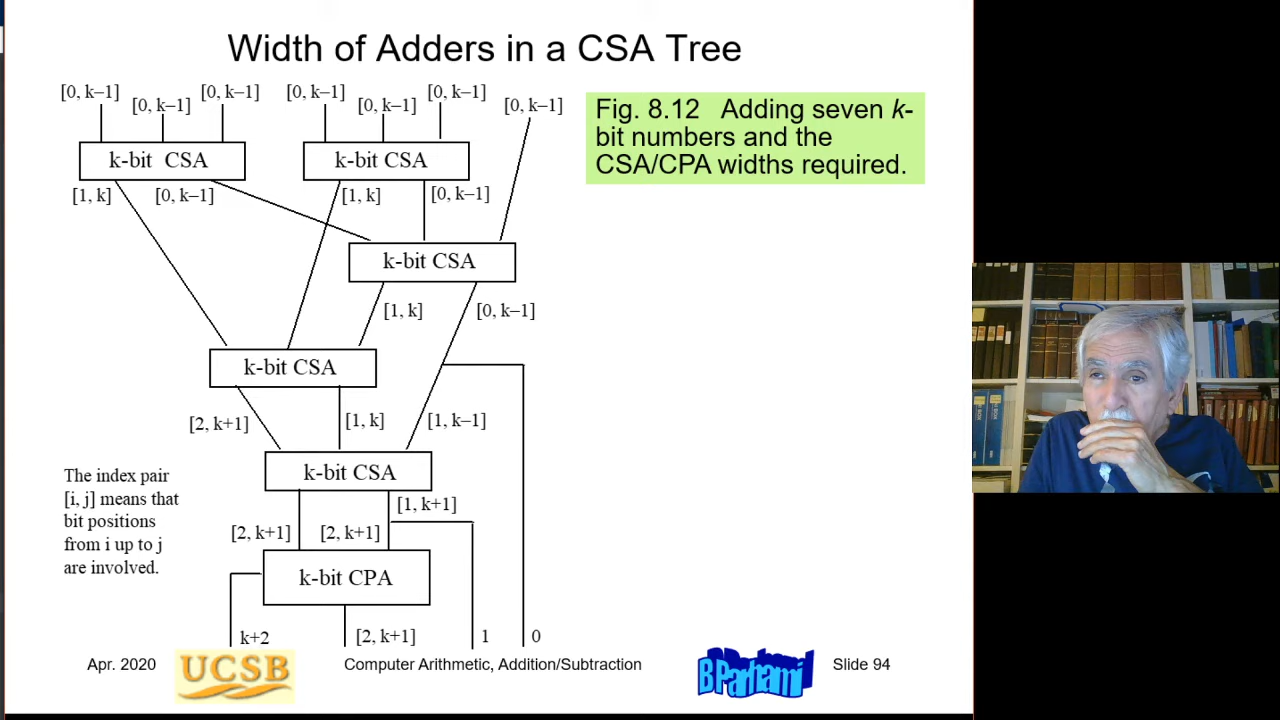 Width of Adders in a CSA Tree
[0, k–1] [0, k–1] [0, k–1] [0, k–1] [0, k–1] [0, k–1] [0, k–1]
Fig. 8.12 Adding seven k-
bit numbers and the
CSA/CPA widths required.
k-bit CSA k-bit CSA
[1, k] [0, k–1] [1, k] [0, k–1]
k-bit CSA
[1, k] [0, k–1]
k-bit CSA
[2, k+1] [1, k] [1, k–1]
k-bit CSA
The index pair
[i, j] means that
bit positions
from i up to j
are involved.
[1, k+1]
[2, k+1] [2, k+1]
k-bit CPA
k+2 [2, k+1] 1 0
Apr. 2020 UCSB Computer Arithmetic, Addition/Subtraction B Parhami Slide 94